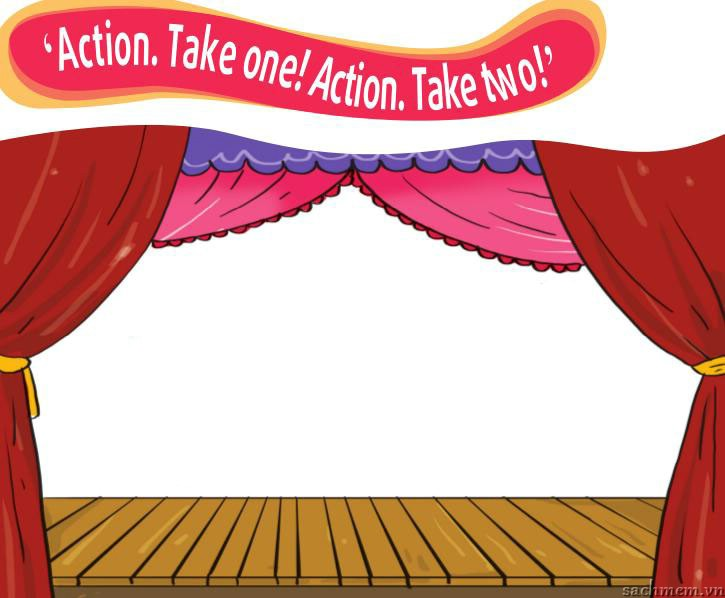 ‘Action. Take one! Action. Take two!’
sachmem.vn